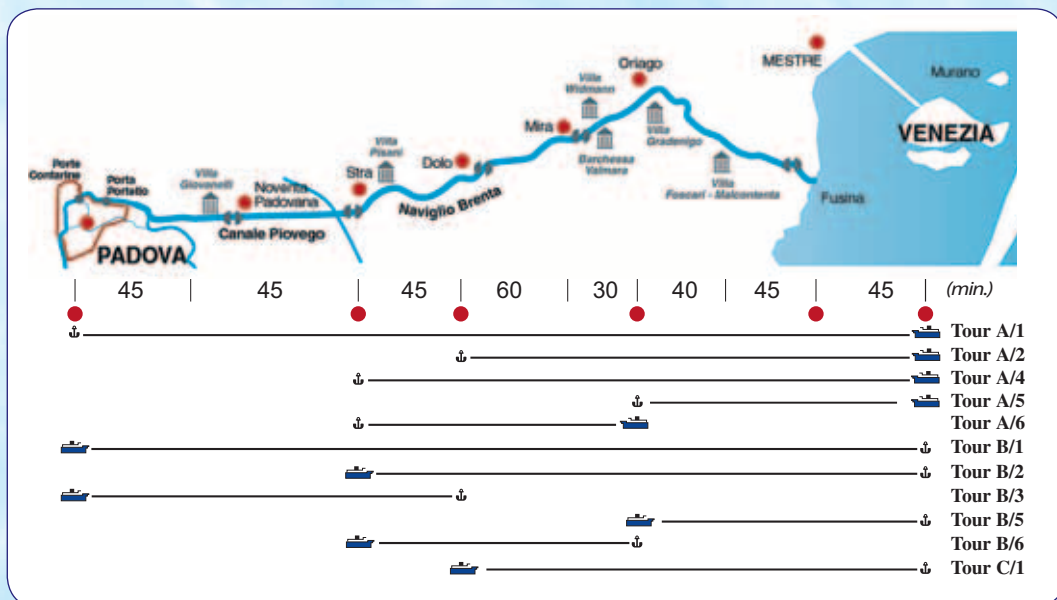 MESTRE
Murano
VENEZIA
Fusina
Oriago
Villa
Widmann
Villa
Gradenigo
Mira
Barchessa
Valmara
Villa
Foscari - Malcontenta
Dolo
Naviglio Brenta
Villa
Pisani
Stra
Noventa
Padovana
Villa
Giovanelli
Canale Piovego
Porte
Contarine
Porta
Portello
PADOVA
45 45 45 60 30 40 45 45 (min.)
Tour A/1
Tour A/2
Tour A/4
Tour A/5
Tour A/6
Tour B/1
Tour B/2
Tour B/3
Tour B/5
Tour B/6
Tour C/1